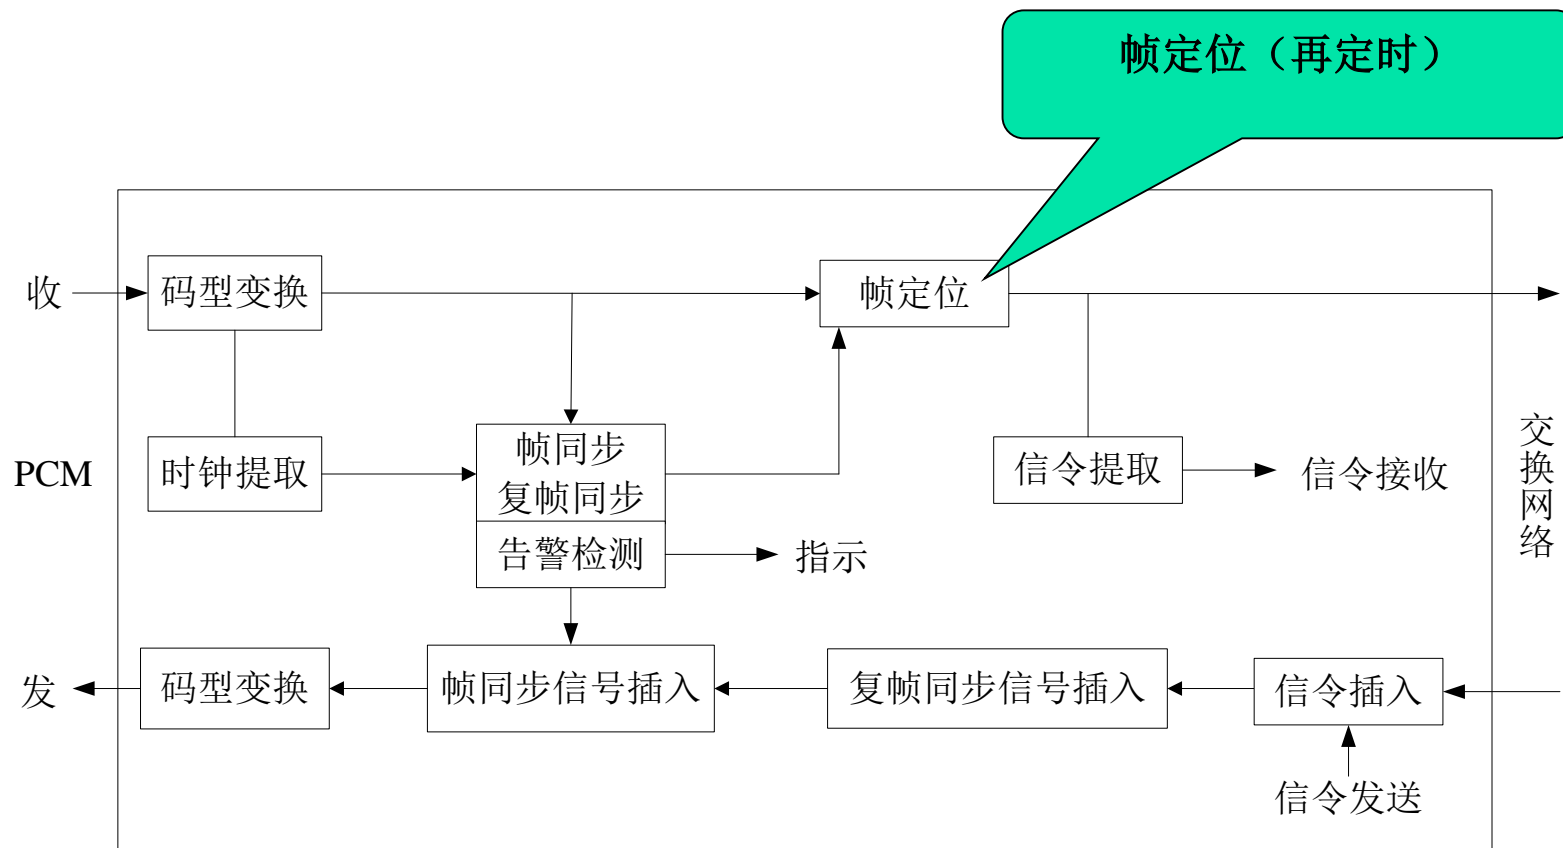 帧定位（再定时）
收
码型变换
帧定位
PCM
时钟提取
帧同步
复帧同步
告警检测
指示
信令提取
信令接收
交换网络
发
码型变换
帧同步信号插入
复帧同步信号插入
信令插入
信令发送